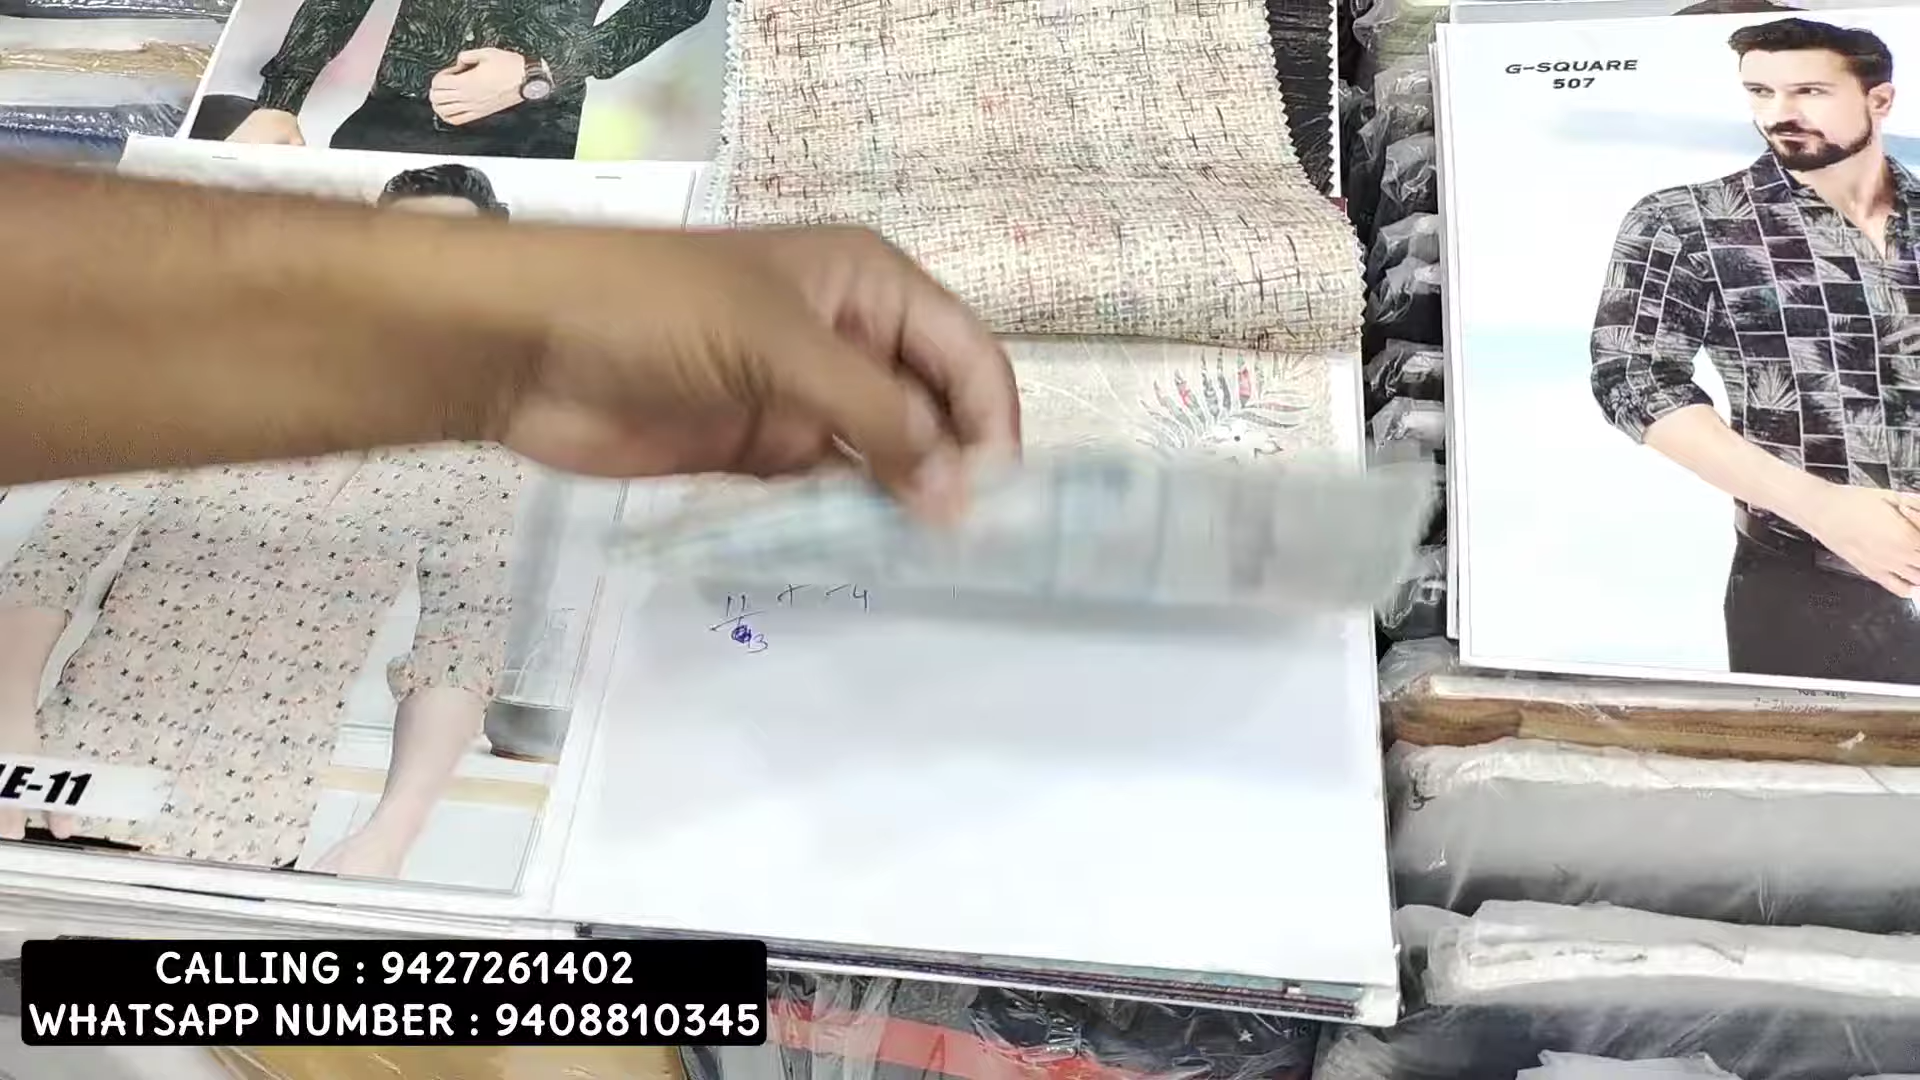 G-SQUARE
507
E-11
CALLING : 9427261402
WHATSAPP NUMBER : 9408810345